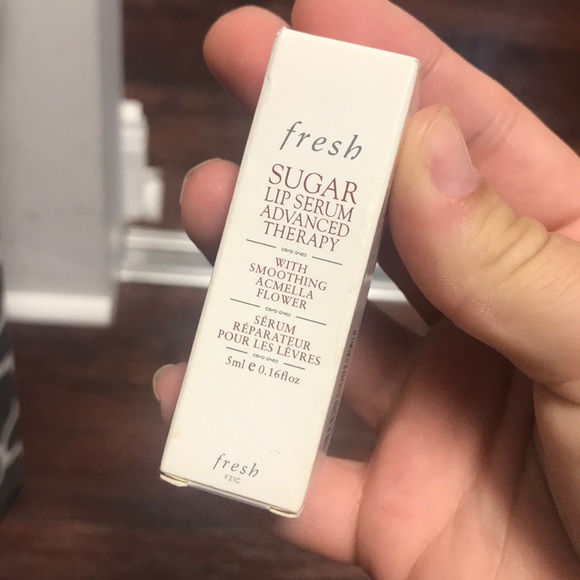 fresh
SUGAR
LIP SERUM
ADVANCED
THERAPY
WITH
SMOOTHING
ACMELLA
FLOWER
SÉRUM
RÉPARATEUR
POUR LES LÈVRES
5ml e 0.16floz
fresh
F21C